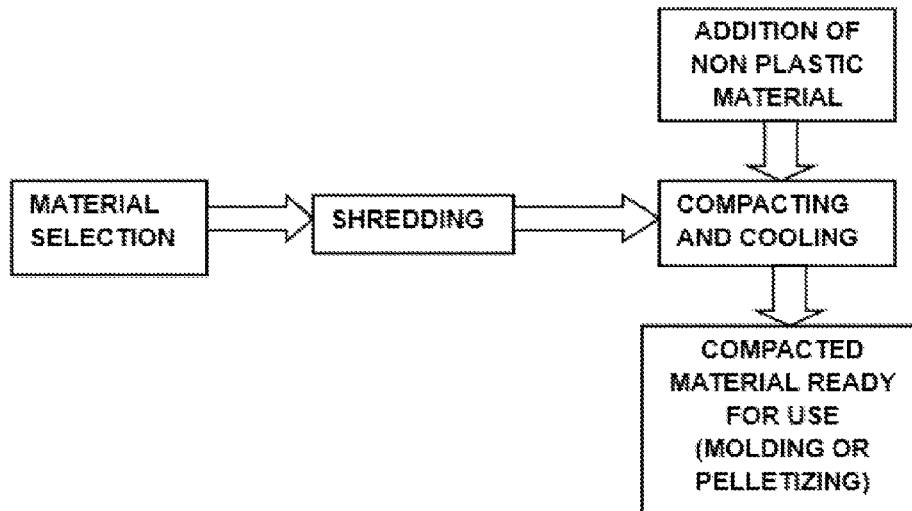 ADDITION OF
NON PLASTIC
MATERIAL
MATERIAL
SELECTION
SHREDDING
COMPACTING
AND COOLING
COMPACTED
MATERIAL READY
FOR USE
(MOLDING OR
PELLETIZING)